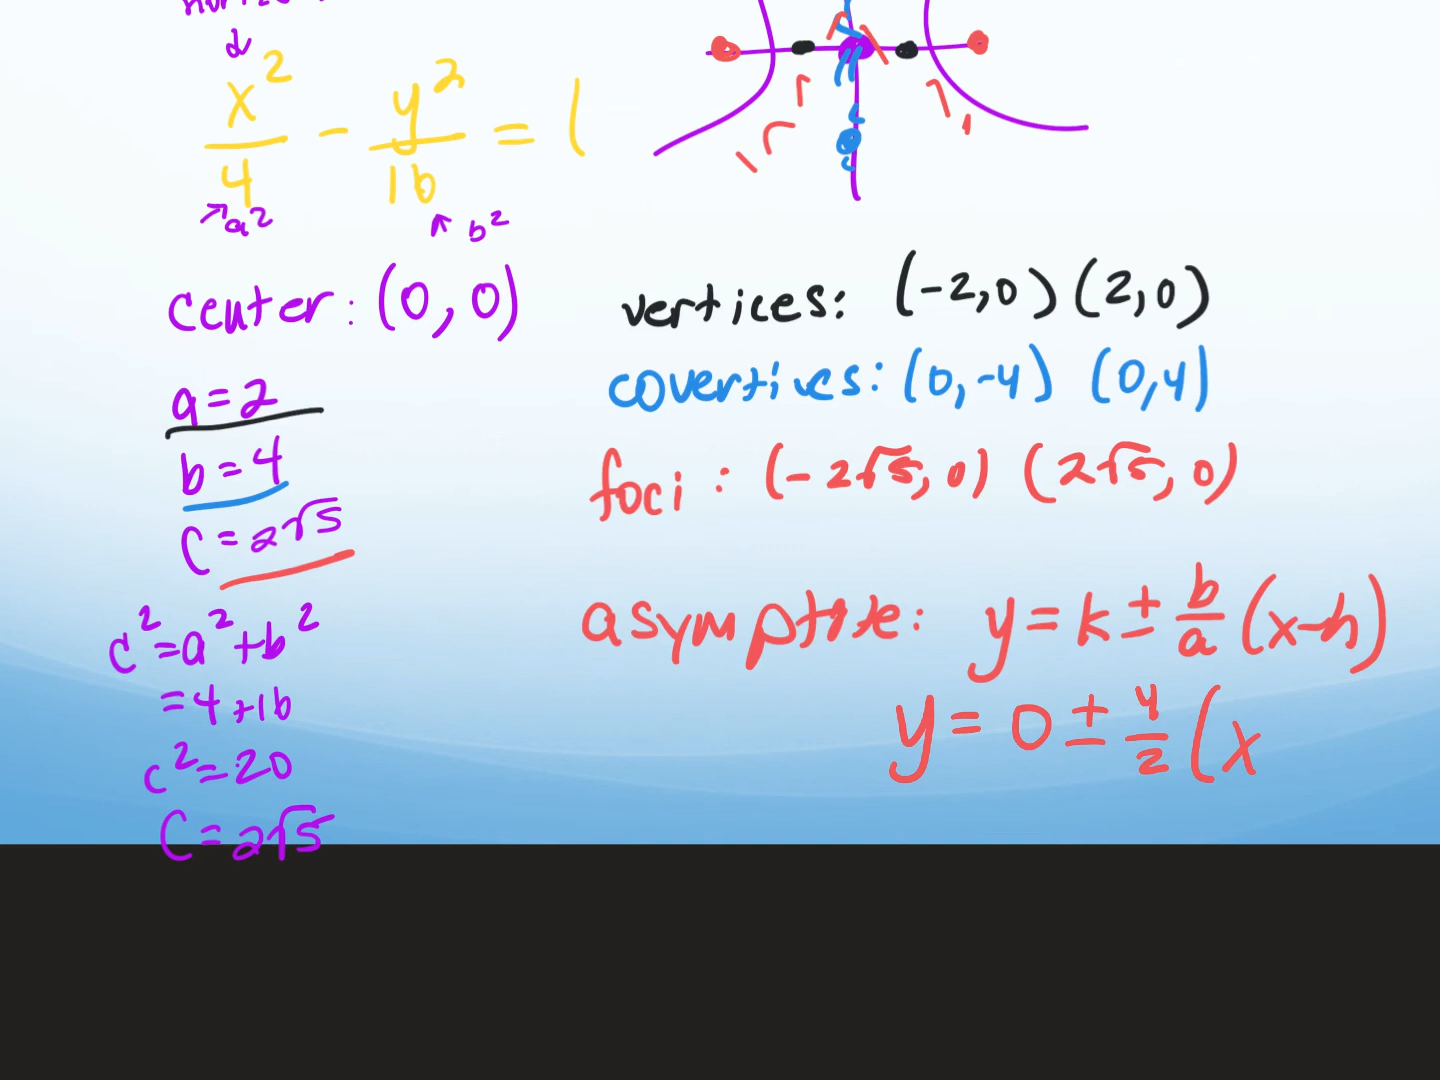 x²/4 - y²/16 = 1
↗a² ↖ b²
center: (0, 0)
vertices: (-2,0) (2,0)
a=2
covertices: (0,-4) (0,4)
b=4
foci: (-2√5, 0) (2√5, 0)
c=2√5
c²=a²+b²
asymptote: y=k±b/a(x-h)
=4+16
y=0±4/2(x
c²=20
c=2√5